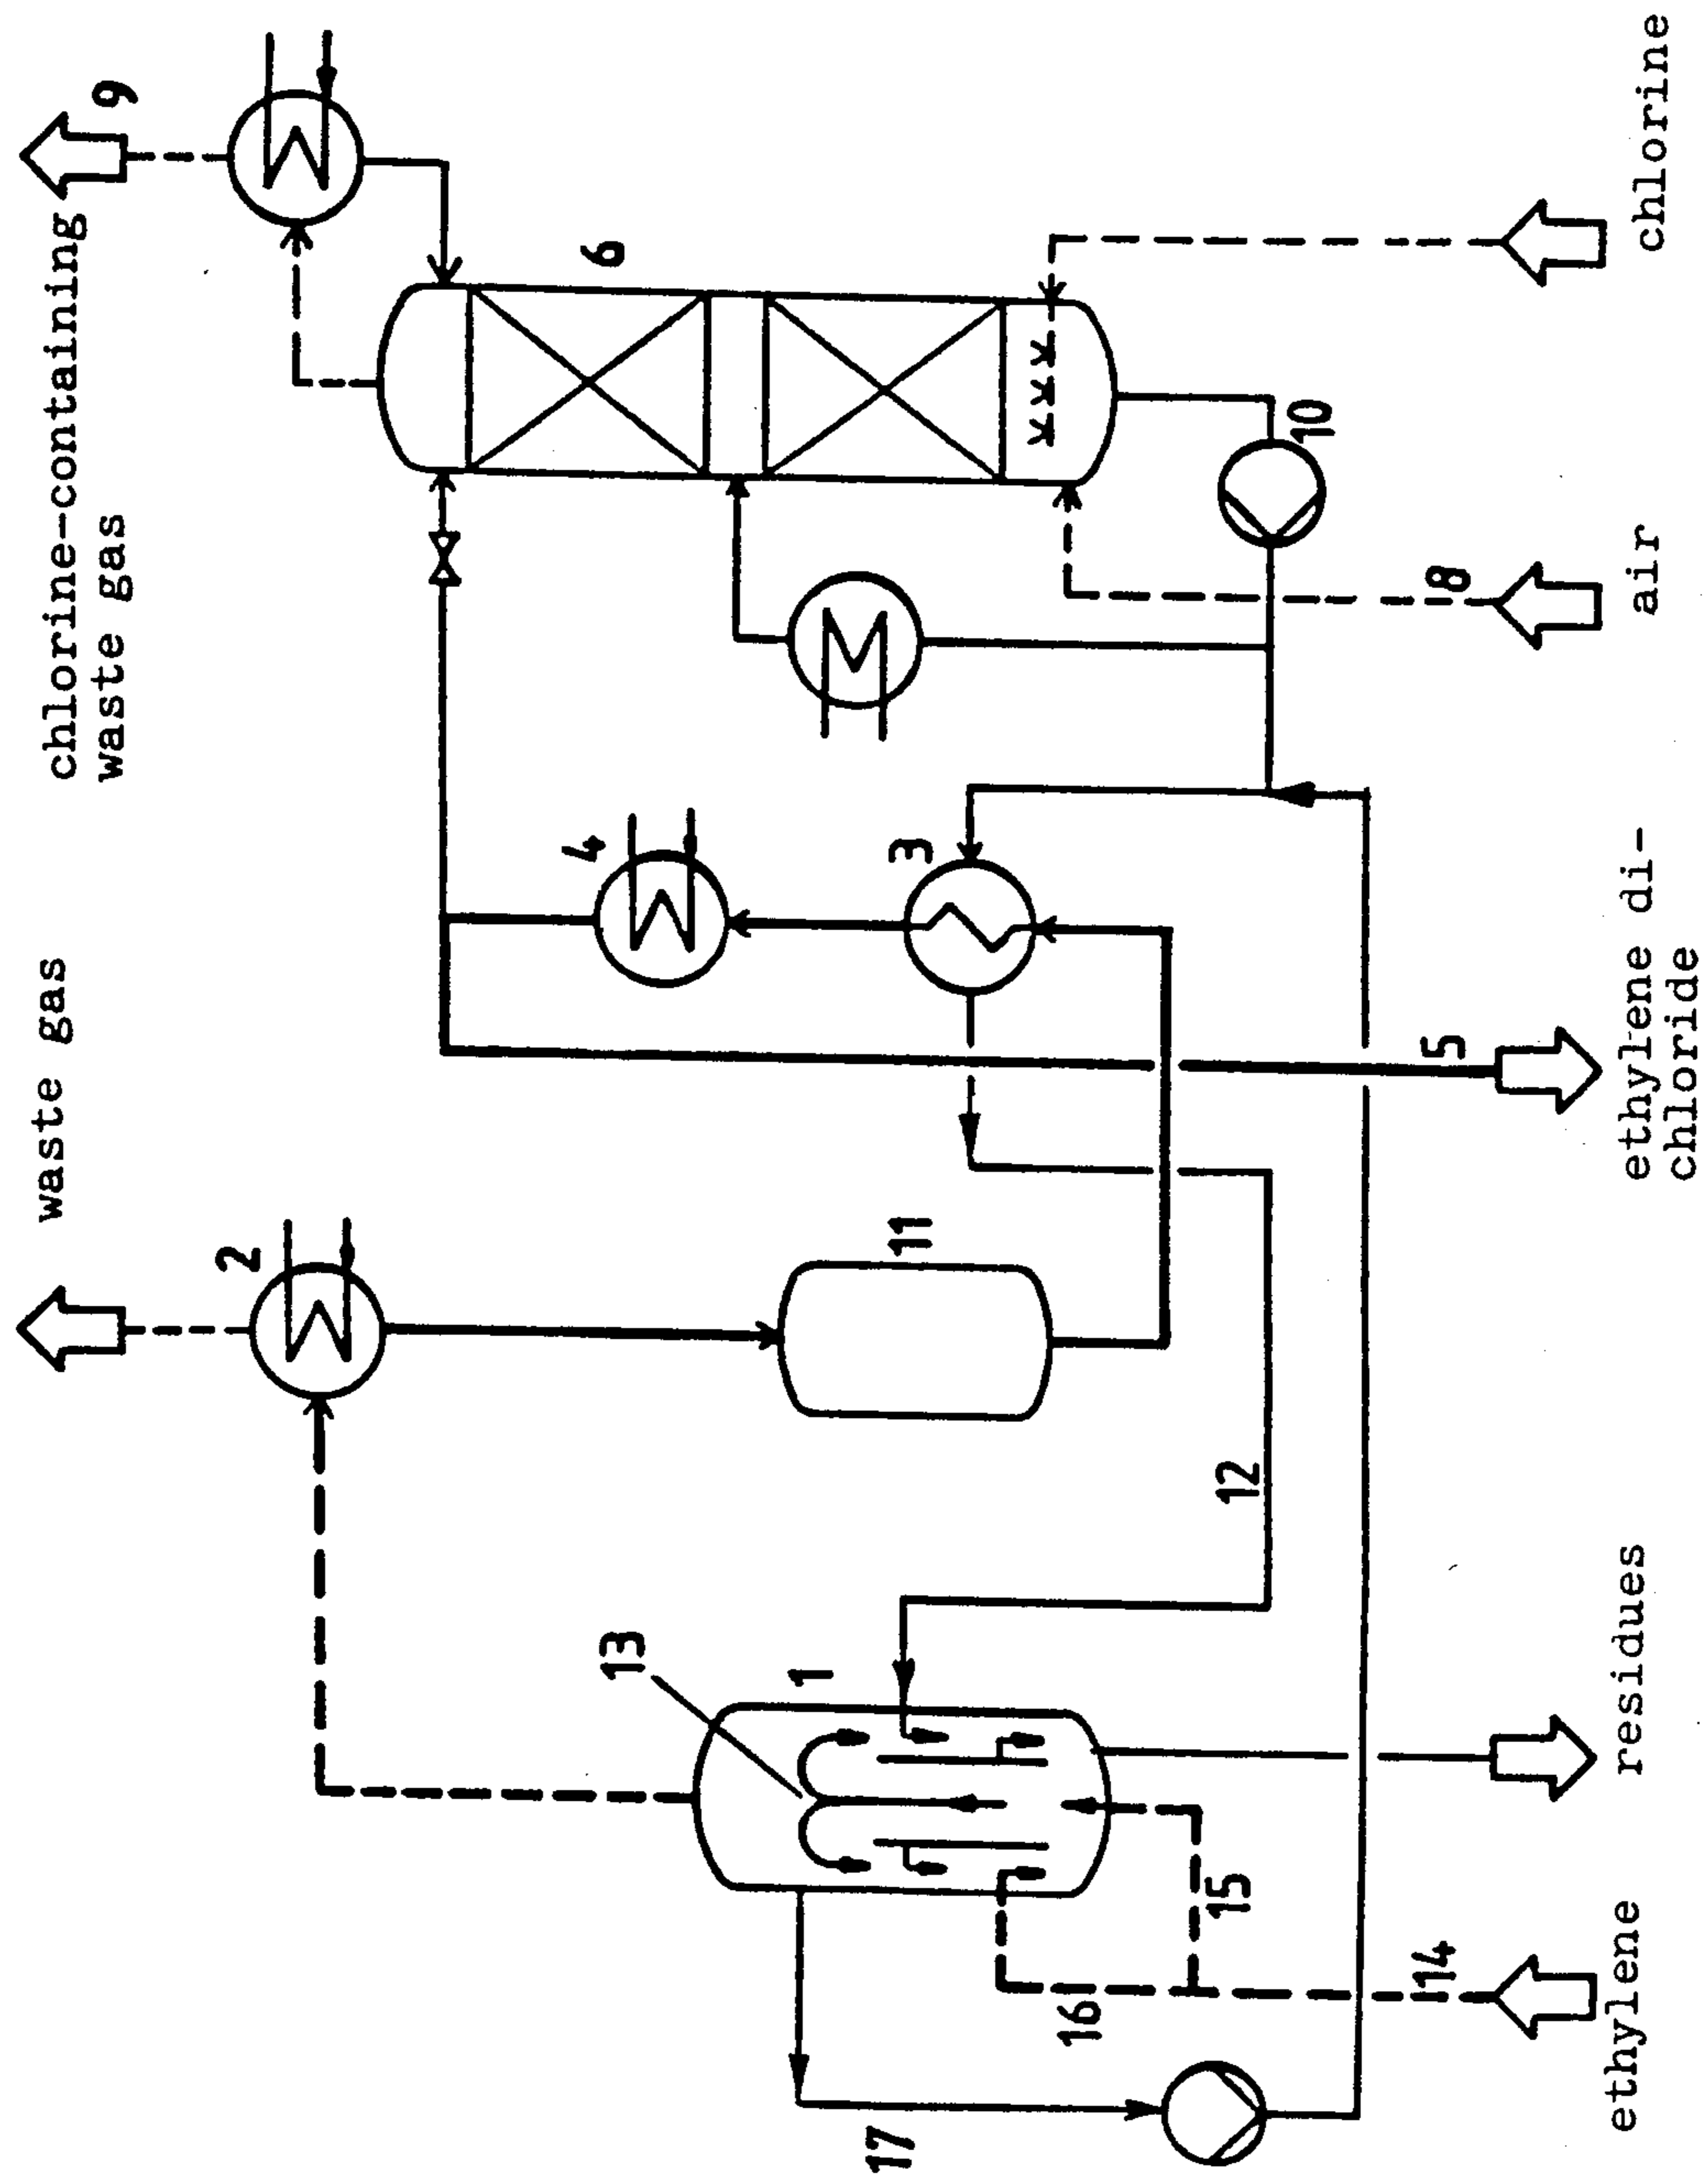 waste gas
chlorine-containing
waste gas
9
2
4
6
13
1
11
3
10
12
17
16
15
14
5
8
ethylene
residues
ethylene di-
chloride
air
chlorine